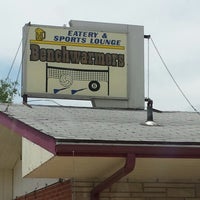 EATERY &
SPORTS LOUNGE
Benchwarmers